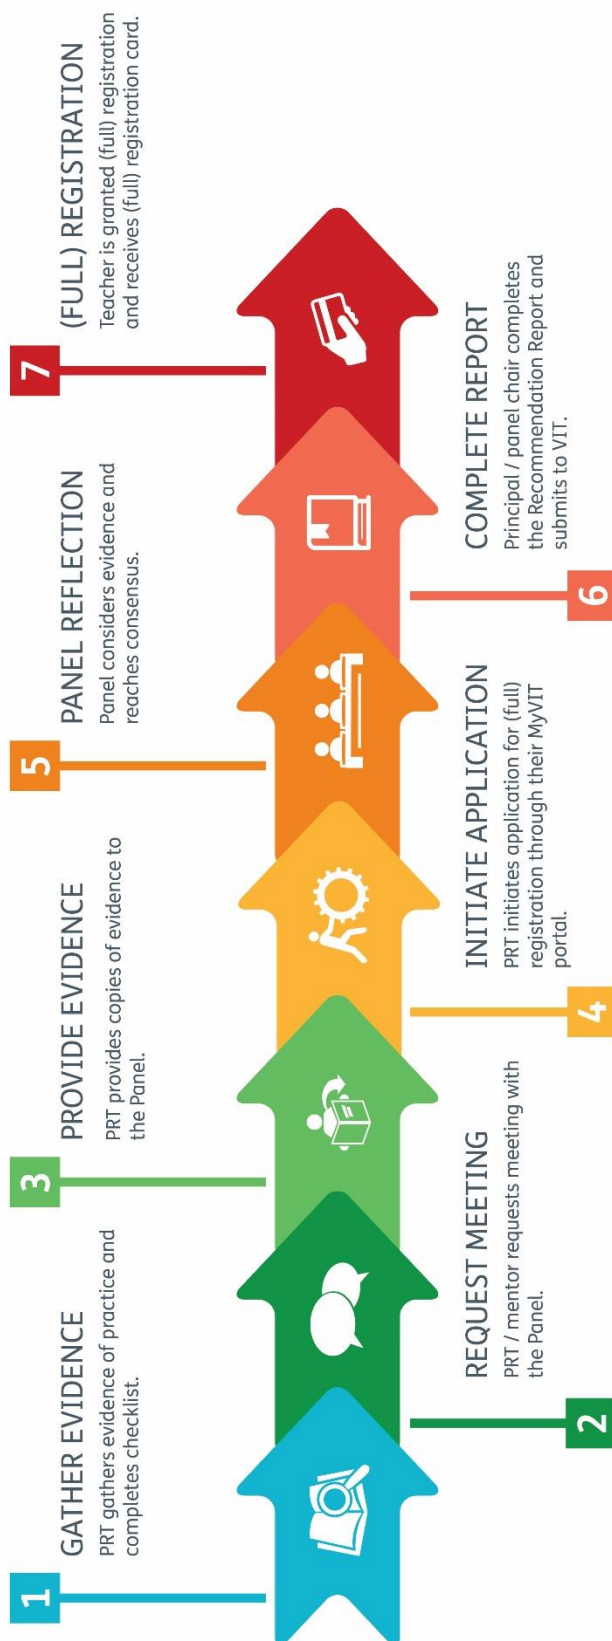 1
GATHER EVIDENCE
PRT gathers evidence of practice and
completes checklist.
2
REQUEST MEETING
PRT / mentor requests meeting with
the Panel.
3
PROVIDE EVIDENCE
PRT provides copies of evidence to
the Panel.
4
INITIATE APPLICATION
PRT initiates application for (full)
registration through their MyVIT
portal.
5
PANEL REFLECTION
Panel considers evidence and
reaches consensus.
6
COMPLETE REPORT
Principal / panel chair completes
the Recommendation Report and
submits to VIT.
7
(FULL) REGISTRATION
Teacher is granted (full) registration
and receives (full) registration card.